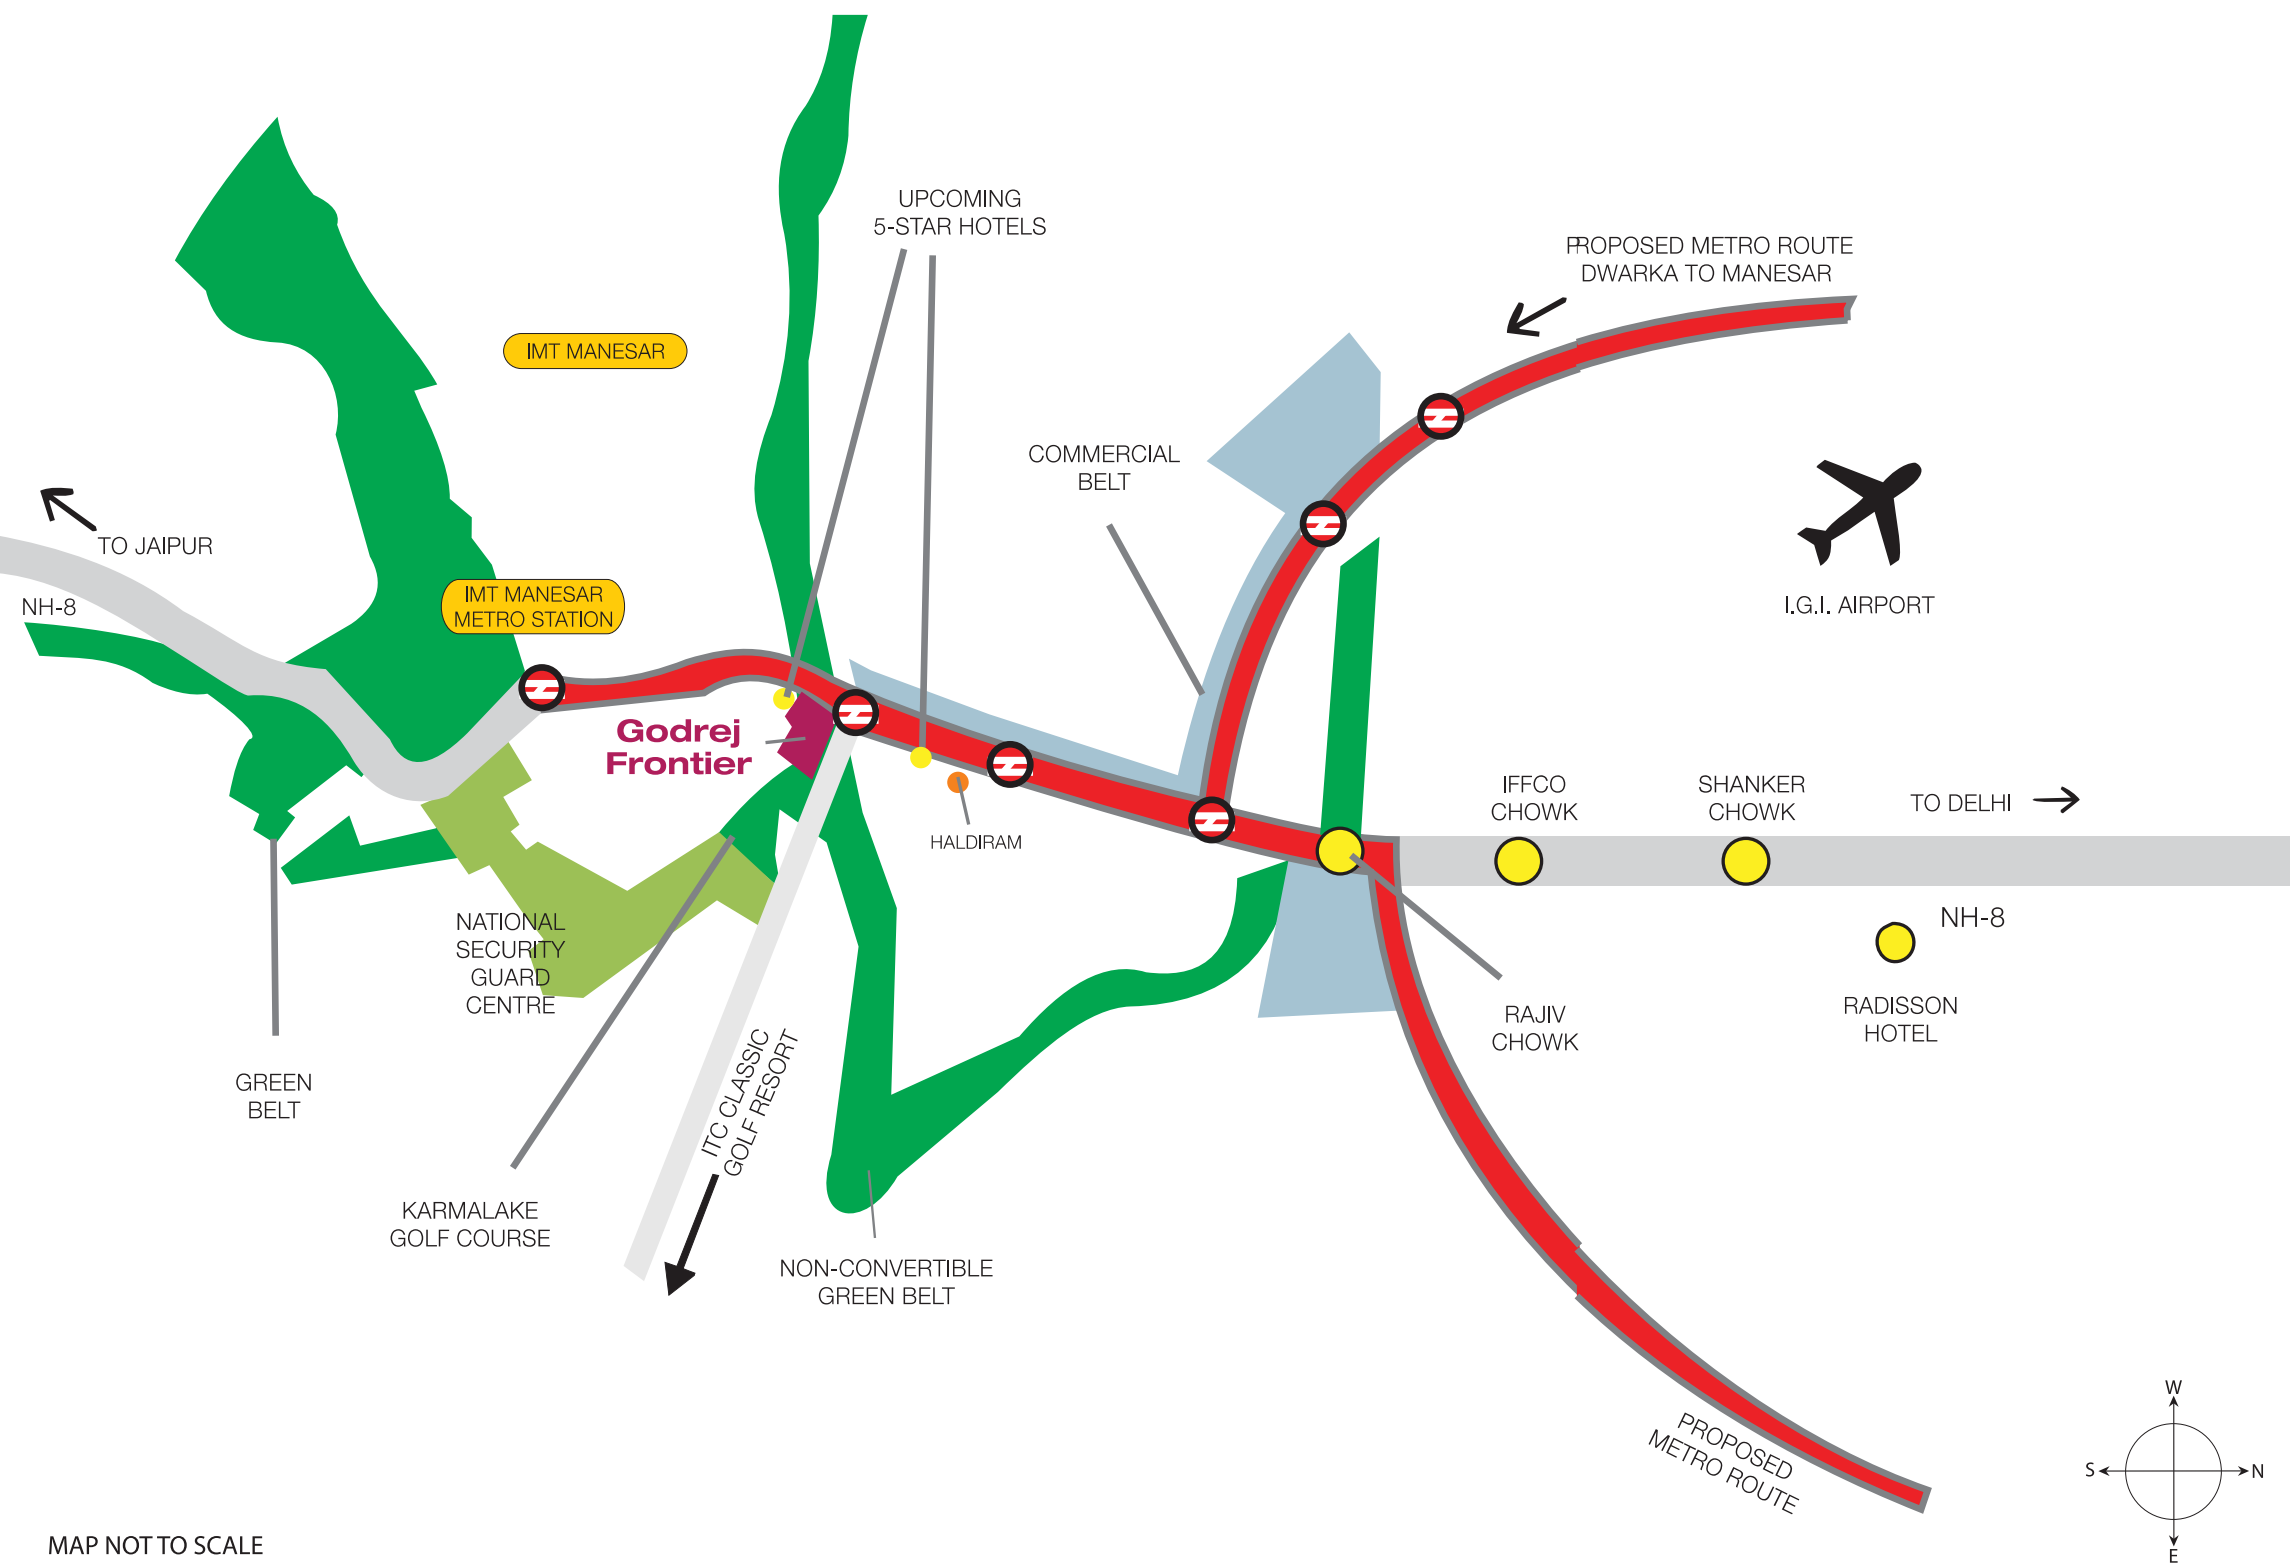 UPCOMING
5-STAR HOTELS
PROPOSED METRO ROUTE
DWARKA TO MANESAR
IMT MANESAR
COMMERCIAL
BELT
TO JAIPUR
NH-8
IMT MANESAR
METRO STATION
I.G.I. AIRPORT
Godrej
Frontier
HALDIRAM
IFFCO
CHOWK
SHANKER
CHOWK
TO DELHI
NH-8
NATIONAL
SECURITY
GUARD
CENTRE
RADISSON
HOTEL
RAJIV
CHOWK
GREEN
BELT
ITC CLASSIC
GOLF RESORT
KARMALAKE
GOLF COURSE
NON-CONVERTIBLE
GREEN BELT
PROPOSED
METRO ROUTE
W
S
N
E
MAP NOT TO SCALE